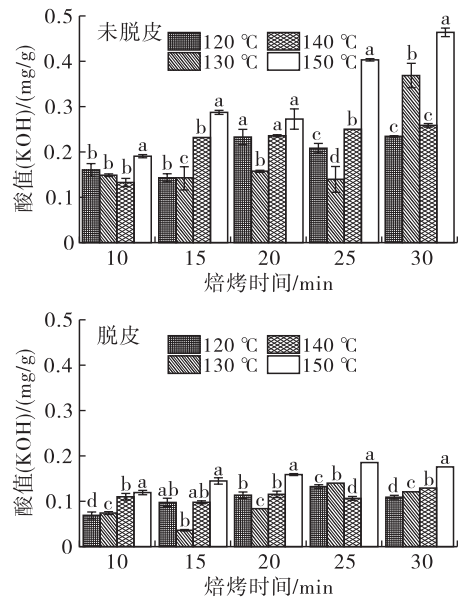 0.5
未脱皮
120 ℃ 140 ℃
130 ℃ 150 ℃
0.4
0.3
0.2
0.1
0
酸值(KOH)/(mg/g)
b b b a
b c b a
a b a a
c d b a
c b c a
10 15 20 25 30
焙烤时间/min
0.5
脱皮
120 ℃ 140 ℃
130 ℃ 150 ℃
0.4
0.3
0.2
0.1
0
酸值(KOH)/(mg/g)
d c b a
ab b ab a
b c b a
c b d a
d c b a
10 15 20 25 30
焙烤时间/min